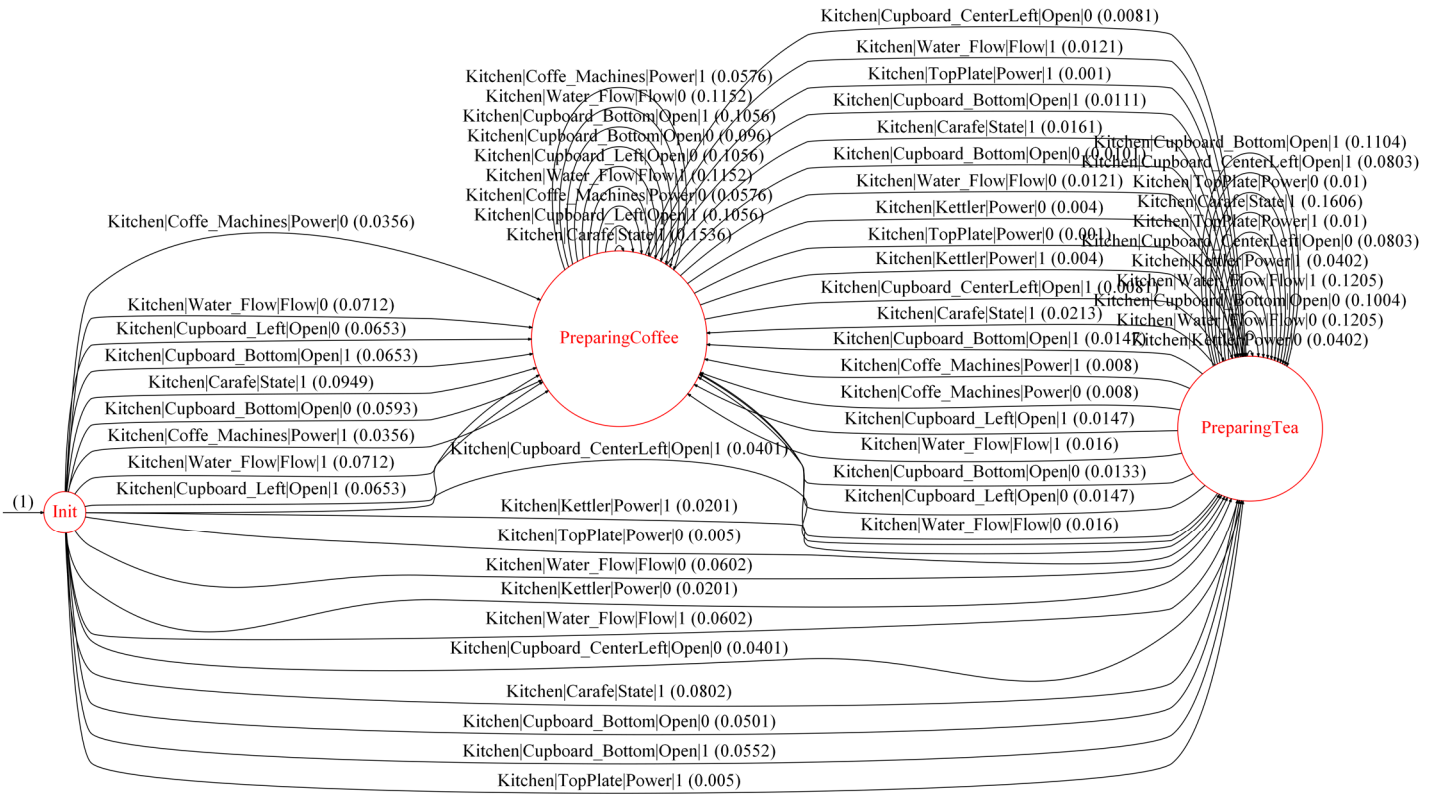 (1)
Init
Kitchen|Coffe_Machines|Power|0 (0.0356)
Kitchen|Water_Flow|Flow|0 (0.0712)
Kitchen|Cupboard_Left|Open|0 (0.0653)
Kitchen|Cupboard_Bottom|Open|1 (0.0653)
Kitchen|Carafe|State|1 (0.0949)
Kitchen|Cupboard_Bottom|Open|0 (0.0593)
Kitchen|Coffe_Machines|Power|1 (0.0356)
Kitchen|Water_Flow|Flow|1 (0.0712)
Kitchen|Cupboard_Left|Open|1 (0.0653)
Kitchen|Coffe_Machines|Power|1 (0.0576)
Kitchen|Water_Flow|Flow|0 (0.1152)
Kitchen|Cupboard_Bottom|Open|1 (0.1056)
Kitchen|Cupboard_Bottom|Open|0 (0.096)
Kitchen|Cupboard_Left|Open|0 (0.1056)
Kitchen|Water_Flow|Flow|1 (0.1152)
Kitchen|Coffe_Machines|Power|0 (0.0576)
Kitchen|Cupboard_Left|Open|1 (0.1056)
Kitchen|Carafe|State|1 (0.1536)
PreparingCoffee
Kitchen|Cupboard_CenterLeft|Open|1 (0.0401)
Kitchen|Kettler|Power|1 (0.0201)
Kitchen|TopPlate|Power|0 (0.005)
Kitchen|Water_Flow|Flow|0 (0.0602)
Kitchen|Kettler|Power|0 (0.0201)
Kitchen|Water_Flow|Flow|1 (0.0602)
Kitchen|Cupboard_CenterLeft|Open|0 (0.0401)
Kitchen|Carafe|State|1 (0.0802)
Kitchen|Cupboard_Bottom|Open|0 (0.0501)
Kitchen|Cupboard_Bottom|Open|1 (0.0552)
Kitchen|TopPlate|Power|1 (0.005)
Kitchen|Cupboard_CenterLeft|Open|0 (0.0081)
Kitchen|Water_Flow|Flow|1 (0.0121)
Kitchen|TopPlate|Power|1 (0.001)
Kitchen|Cupboard_Bottom|Open|1 (0.0111)
Kitchen|Carafe|State|1 (0.0161)
Kitchen|Cupboard_Bottom|Open|0 (0.0101)
Kitchen|Water_Flow|Flow|0 (0.0121)
Kitchen|Kettler|Power|0 (0.004)
Kitchen|TopPlate|Power|0 (0.001)
Kitchen|Kettler|Power|1 (0.004)
Kitchen|Cupboard_CenterLeft|Open|1 (0.0081)
Kitchen|Carafe|State|1 (0.0213)
Kitchen|Cupboard_Bottom|Open|1 (0.0147)
Kitchen|Coffe_Machines|Power|1 (0.008)
Kitchen|Coffe_Machines|Power|0 (0.008)
Kitchen|Cupboard_Left|Open|1 (0.0147)
Kitchen|Water_Flow|Flow|1 (0.016)
Kitchen|Cupboard_Bottom|Open|0 (0.0133)
Kitchen|Cupboard_Left|Open|0 (0.0147)
Kitchen|Water_Flow|Flow|0 (0.016)
Kitchen|Cupboard_Bottom|Open|1 (0.1104)
Kitchen|Cupboard_CenterLeft|Open|1 (0.0803)
Kitchen|TopPlate|Power|0 (0.01)
Kitchen|Carafe|State|1 (0.1606)
Kitchen|TopPlate|Power|1 (0.01)
Kitchen|Cupboard_CenterLeft|Open|0 (0.0803)
Kitchen|Kettler|Power|1 (0.0402)
Kitchen|Water_Flow|Flow|1 (0.1205)
Kitchen|Cupboard_Bottom|Open|0 (0.1004)
Kitchen|Water_Flow|Flow|0 (0.1205)
Kitchen|Kettler|Power|0 (0.0402)
PreparingTea